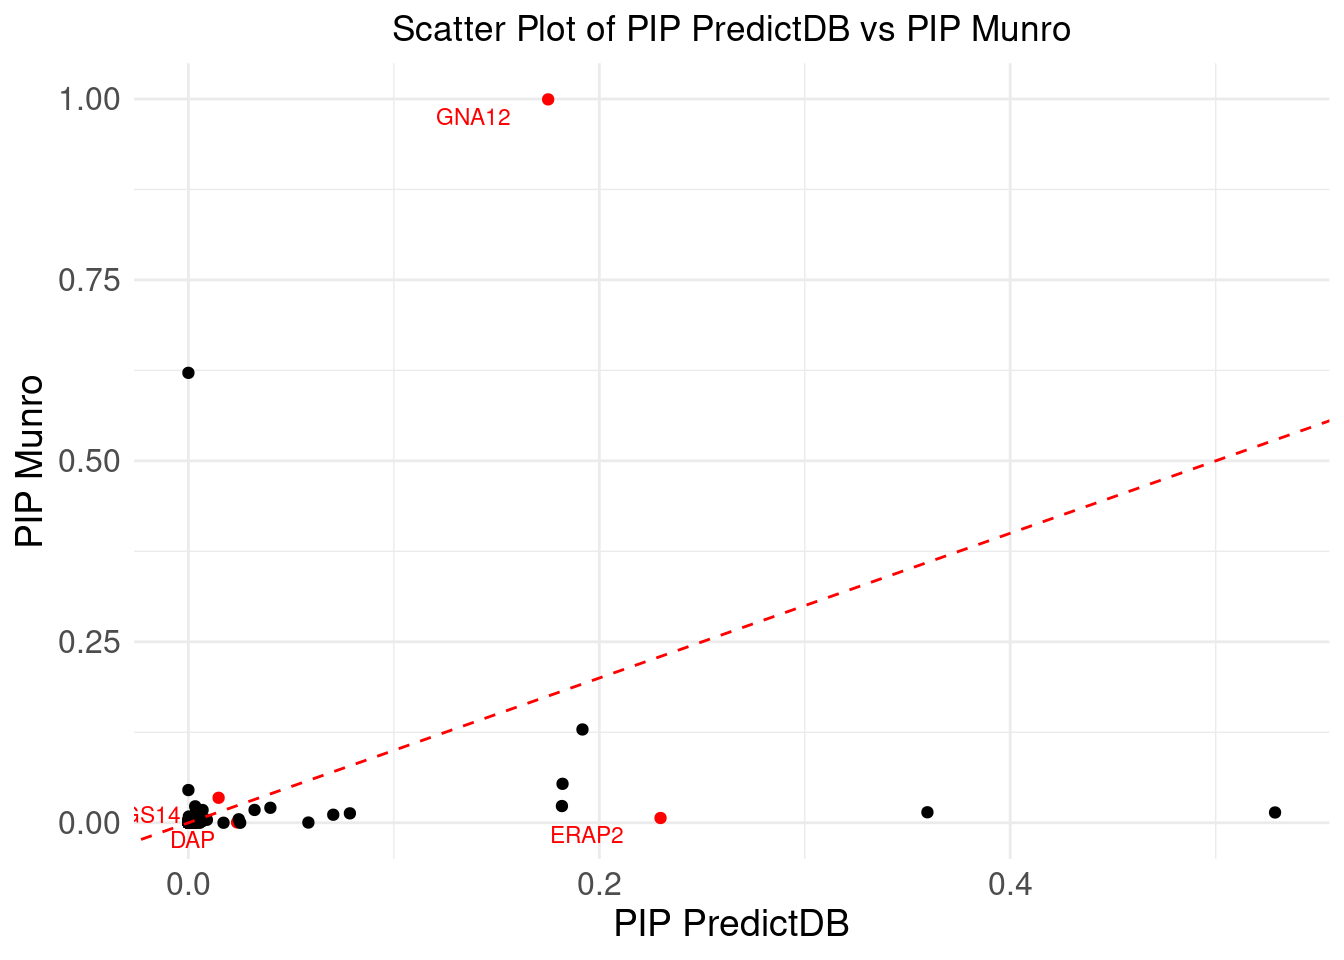 Scatter Plot of PIP PredictDB vs PIP Munro
1.00
GNA12
0.75
PIP Munro
0.50
0.25
GS14
0.00
DAP
ERAP2
0.0
0.2
0.4
PIP PredictDB